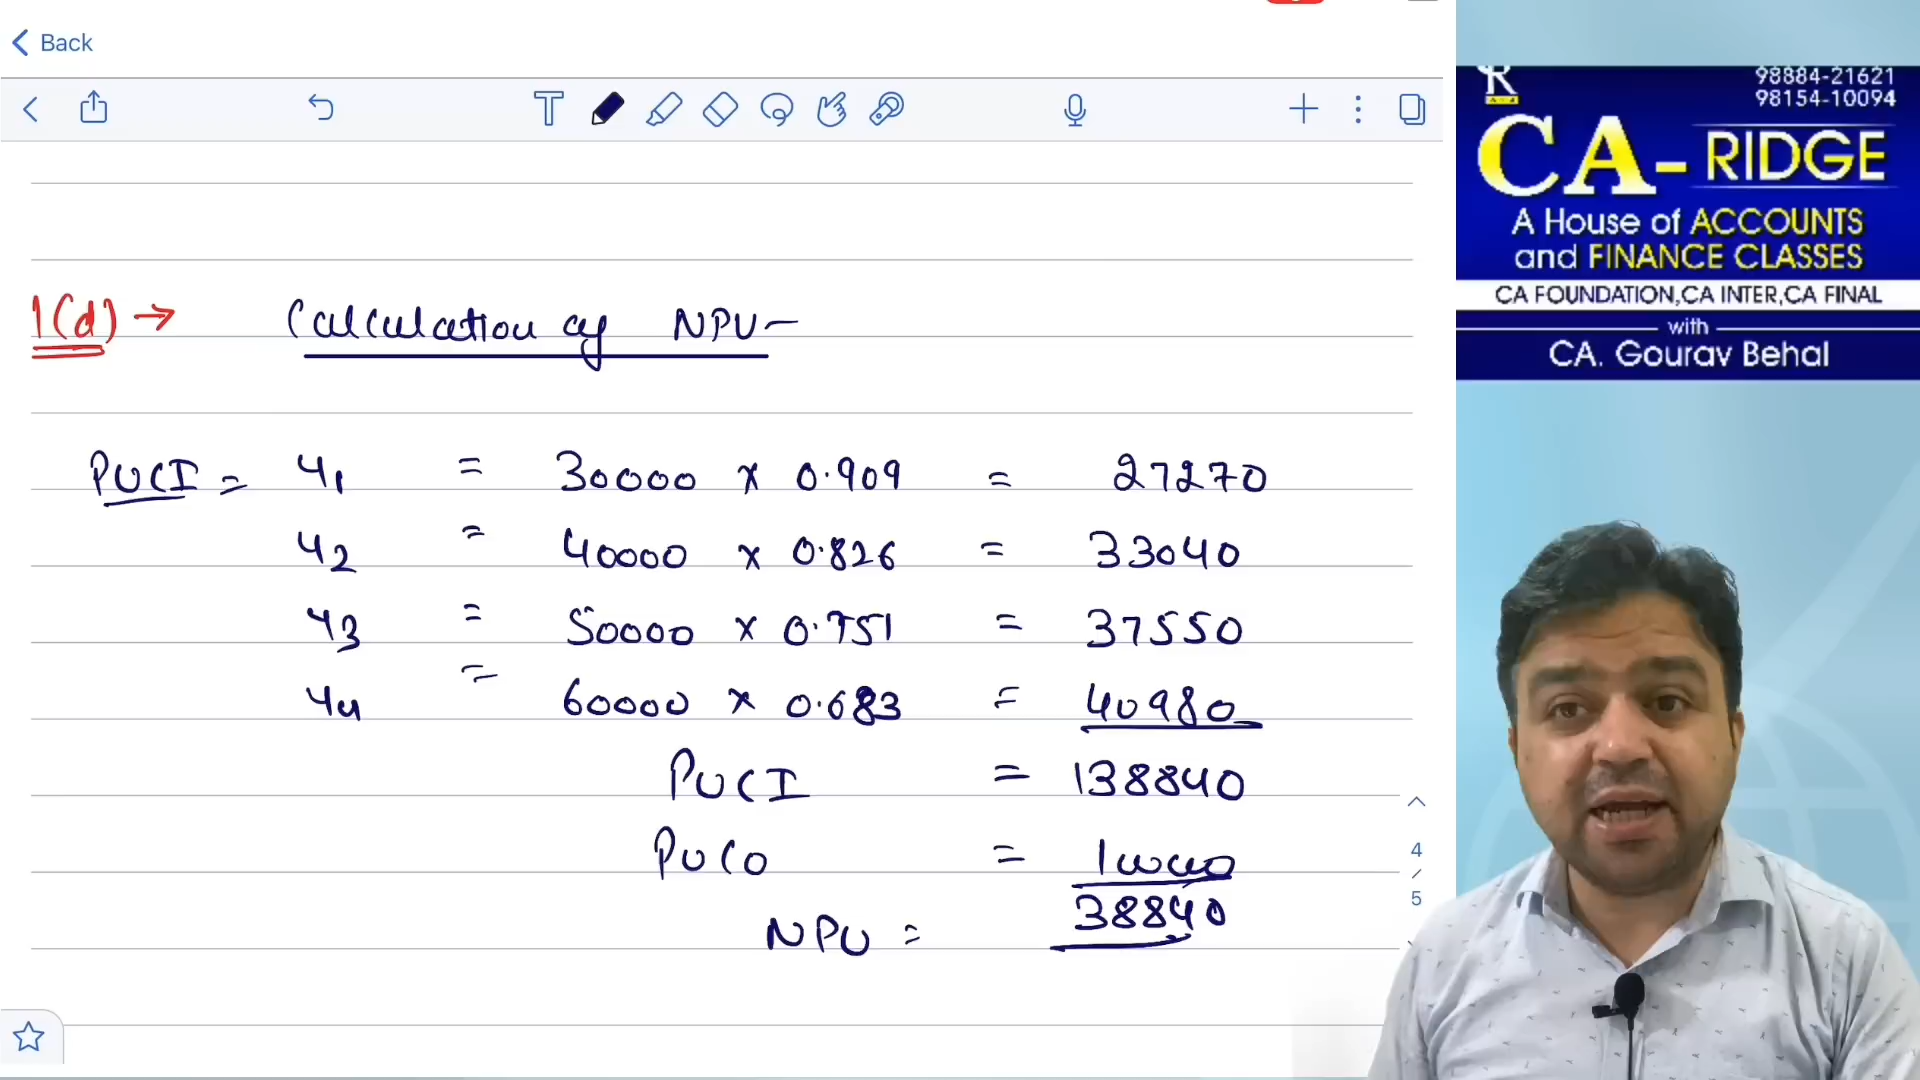 Back
98884-21621
98154-10094
CA-RIDGE
A House of ACCOUNTS
and FINANCE CLASSES
CA FOUNDATION,CA INTER,CA FINAL
with
CA. Gourav Behal
1(d) → Calculation of NPV-
PVCI = Y1 = 30000 x 0.909 = 27270
Y2 = 40000 x 0.826 = 33040
Y3 = 50000 x 0.751 = 37550
Y4 = 60000 x 0.683 = 40980
PVCI = 138840
PVCO = 100000
NPV = 38840
4
/
5